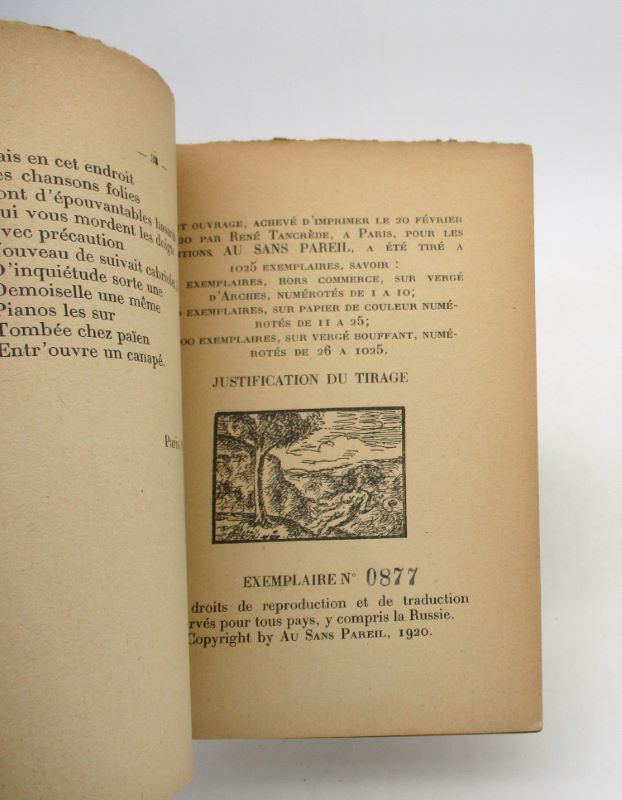 ais en cet endroit
es chansons folies
ont d'épouvantables
ui vous mordent les doigts
vec précaution
Nouveau de suivait
D'inquiétude sorte une
Demoiselle une même
Pianos les sur
Tombée chez païen
Entr'ouvre un canapé.
Paris
T OUVRAGE, ACHEVÉ D'IMPRIMER LE 20 FÉVRIER
20 PAR RENÉ TANCRÈDE, A PARIS, POUR LES
ITIONS AU SANS PAREIL, A ÉTÉ TIRÉ A
1025 EXEMPLAIRES, SAVOIR :
EXEMPLAIRES, HORS COMMERCE, SUR VERGÉ
D'ARCHES, NUMÉROTÉS DE 1 A 10;
5 EXEMPLAIRES, SUR PAPIER DE COULEUR NUMÉ-
ROTÉS DE 11 A 25;
00 EXEMPLAIRES, SUR VERGÉ BOUFFANT, NUMÉ-
ROTÉS DE 26 A 1025.
JUSTIFICATION DU TIRAGE
EXEMPLAIRE N° 0877
droits de reproduction et de traduction
rvés pour tous pays, y compris la Russie.
Copyright by AU SANS PAREIL, 1920.